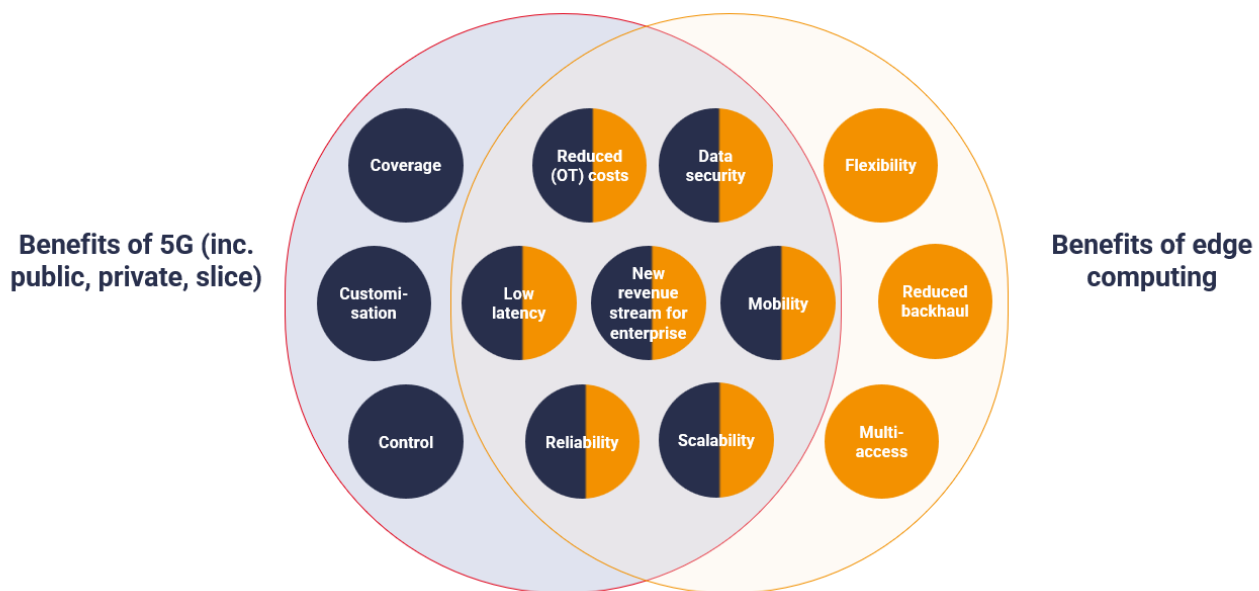 Coverage
Reduced
(OT) costs
Data
security
Flexibility
Benefits of 5G (inc.
public, private, slice)
Customi-
sation
Low
latency
New
revenue
stream for
enterprise
Mobility
Reduced
backhaul
Benefits of edge
computing
Control
Reliability
Scalability
Multi-
access